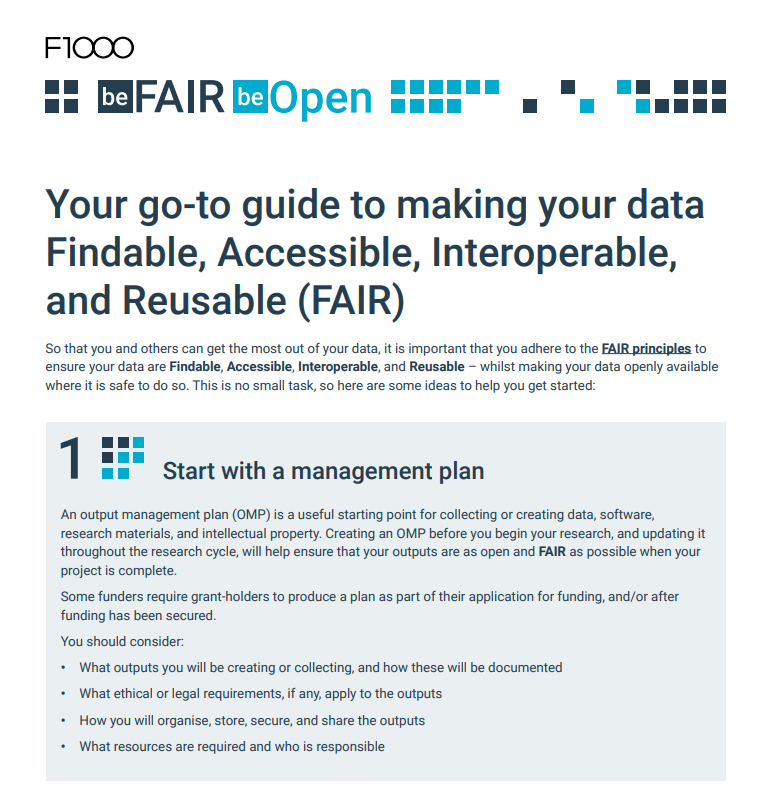 F1000
be FAIR be Open
Your go-to guide to making your data
Findable, Accessible, Interoperable,
and Reusable (FAIR)
So that you and others can get the most out of your data, it is important that you adhere to the FAIR principles to
ensure your data are Findable, Accessible, Interoperable, and Reusable – whilst making your data openly available
where it is safe to do so. This is no small task, so here are some ideas to help you get started:
1 Start with a management plan
An output management plan (OMP) is a useful starting point for collecting or creating data, software,
research materials, and intellectual property. Creating an OMP before you begin your research, and updating it
throughout the research cycle, will help ensure that your outputs are as open and FAIR as possible when your
project is complete.
Some funders require grant-holders to produce a plan as part of their application for funding, and/or after
funding has been secured.
You should consider:
• What outputs you will be creating or collecting, and how these will be documented
• What ethical or legal requirements, if any, apply to the outputs
• How you will organise, store, secure, and share the outputs
• What resources are required and who is responsible